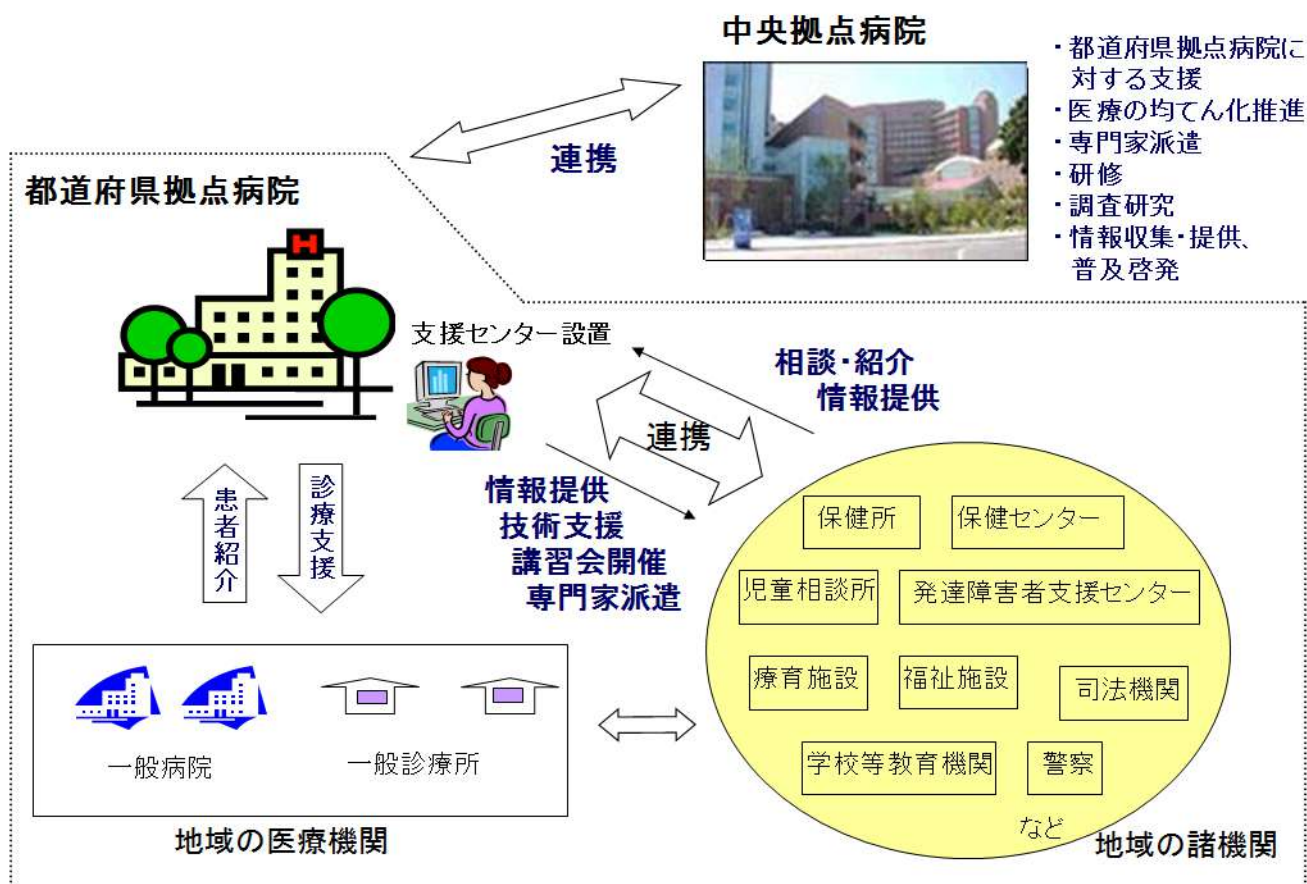 中央拠点病院
・都道府県拠点病院に
対する支援
・医療の均てん化推進
・専門家派遣
・研修
・調査研究
・情報収集・提供、
普及啓発
連携
都道府県拠点病院
H
支援センター設置
相談・紹介
情報提供
連携
患者紹介
診療支援
情報提供
技術支援
講習会開催
専門家派遣
保健所
保健センター
児童相談所
発達障害者支援センター
療育施設
福祉施設
司法機関
学校等教育機関
警察
など
地域の諸機関
一般病院
一般診療所
地域の医療機関